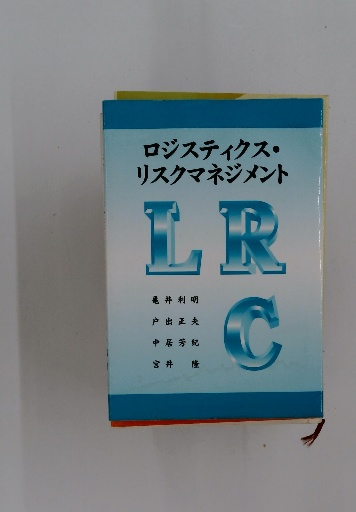 ロジスティクス・
リスクマネジメント
LR
C
亀井利明
戸出正夫
中居芳紀
宮井 隆